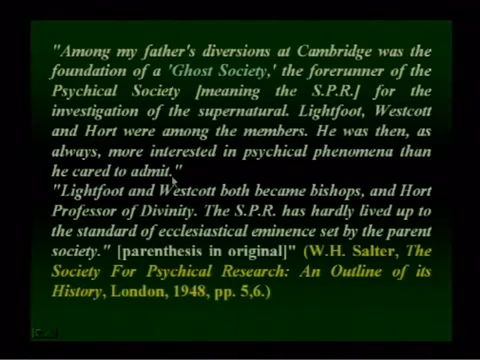 "Among my father's diversions at Cambridge was the
foundation of a 'Ghost Society,' the forerunner of the
Psychical Society [meaning the S.P.R.] for the
investigation of the supernatural. Lightfoot, Westcott
and Hort were among the members. He was then, as
always, more interested in psychical phenomena than
he cared to admit."
"Lightfoot and Westcott both became bishops, and Hort
Professor of Divinity. The S.P.R. has hardly lived up to
the standard of ecclesiastical eminence set by the parent
society." [parenthesis in original]" (W.H. Salter, The
Society For Psychical Research: An Outline of its
History, London, 1948, pp. 5,6.)